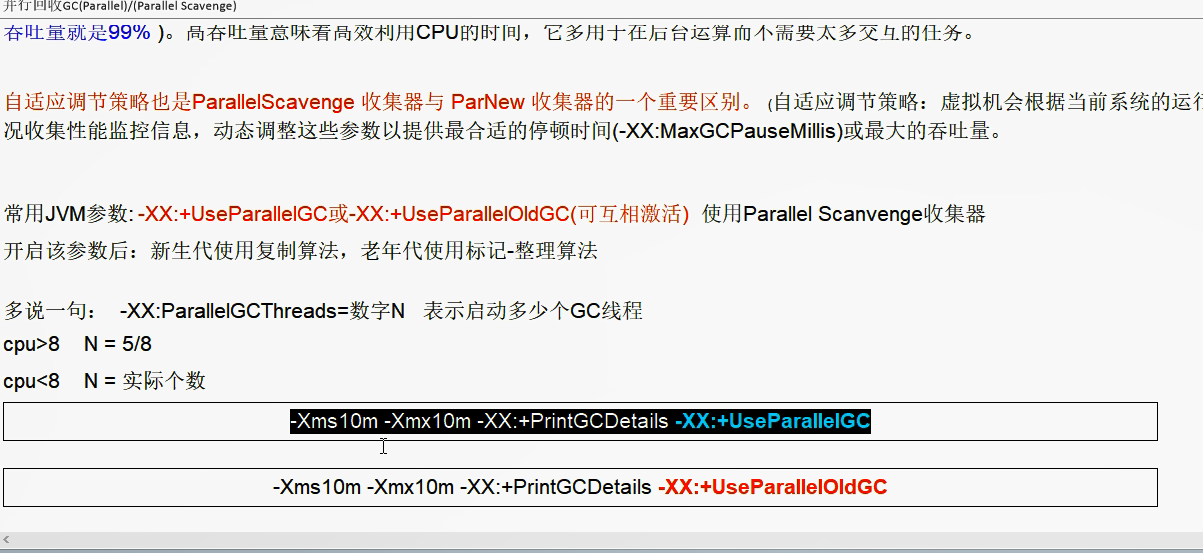 并行回收GC(Parallel)/(Parallel Scavenge)
吞吐量就是99% )。高吞吐量意味着高效利用CPU的时间，它多用于在后台运算而不需要太多交互的任务。
自适应调节策略也是ParallelScavenge 收集器与 ParNew 收集器的一个重要区别。（自适应调节策略：虚拟机会根据当前系统的运行
况收集性能监控信息，动态调整这些参数以提供最合适的停顿时间(-XX:MaxGCPauseMillis)或最大的吞吐量。
常用JVM参数: -XX:+UseParallelGC或-XX:+UseParallelOldGC(可互相激活) 使用Parallel Scanvenge收集器
开启该参数后：新生代使用复制算法，老年代使用标记-整理算法
多说一句： -XX:ParallelGCThreads=数字N 表示启动多少个GC线程
cpu>8 N = 5/8
cpu<8 N = 实际个数
-Xms10m -Xmx10m -XX:+PrintGCDetails -XX:+UseParallelGC
-Xms10m -Xmx10m -XX:+PrintGCDetails -XX:+UseParallelOldGC